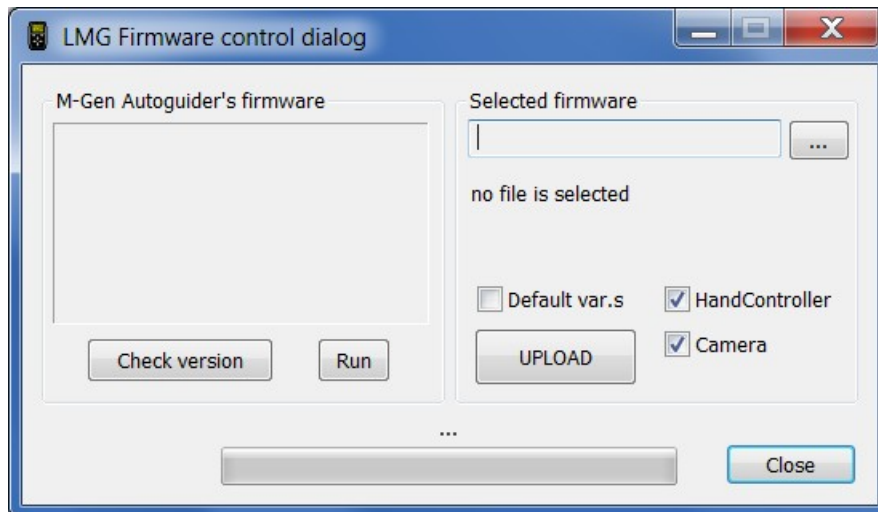 LMG Firmware control dialog
M-Gen Autoguider's firmware
Check version
Run
Selected firmware
...
no file is selected
Default var.s
HandController
UPLOAD
Camera
...
Close